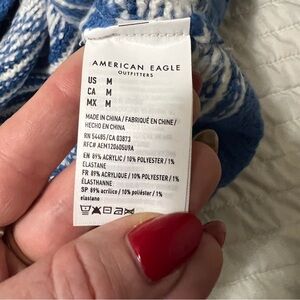 AMERICAN EAGLE
OUTFITTERS
US M
CA M
MX M
MADE IN CHINA / FABRIQUÉ EN CHINE /
HECHO EN CHINA
RN 54485/CA 03873
RFC# AEM120605U9A
EN 89% ACRYLIC / 10% POLYESTER / 1%
ELASTANE
FR 89% ACRYLIQUE / 10% POLYESTER / 1%
ÉLASTHANNE
SP 89% acrílico / 10% poliéster / 1%
elastano